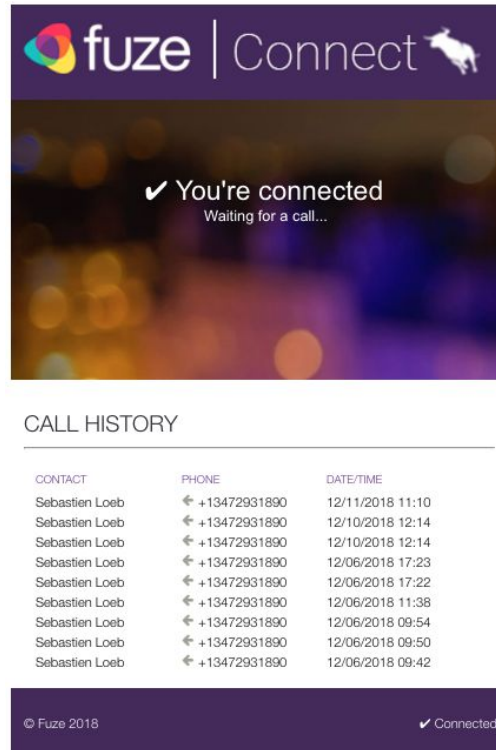 fuze | Connect
✔ You're connected
Waiting for a call...
CALL HISTORY
CONTACT PHONE DATE/TIME
Sebastien Loeb ← +13472931890 12/11/2018 11:10
Sebastien Loeb ← +13472931890 12/10/2018 12:14
Sebastien Loeb ← +13472931890 12/10/2018 12:14
Sebastien Loeb ← +13472931890 12/06/2018 17:23
Sebastien Loeb ← +13472931890 12/06/2018 17:22
Sebastien Loeb ← +13472931890 12/06/2018 11:38
Sebastien Loeb ← +13472931890 12/06/2018 09:54
Sebastien Loeb ← +13472931890 12/06/2018 09:50
Sebastien Loeb ← +13472931890 12/06/2018 09:42
© Fuze 2018 ✔ Connected